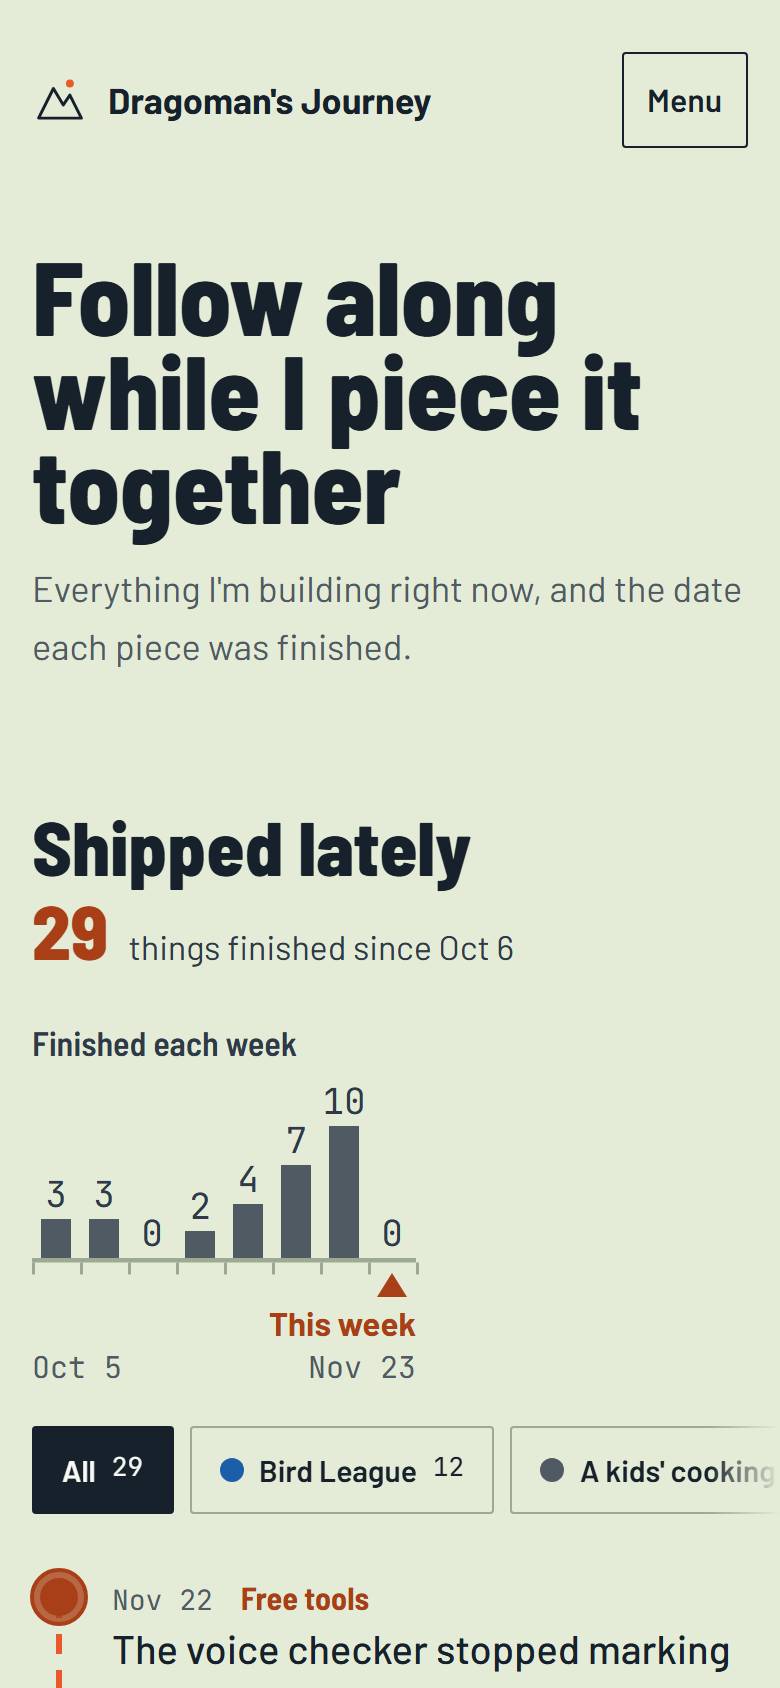 Dragoman's Journey
Menu
Follow along
while I piece it
together
Everything I'm building right now, and the date
each piece was finished.
Shipped lately
29 things finished since Oct 6
Finished each week
3 3 0 2 4 7 10 0
This week
Oct 5 Nov 23
All 29 Bird League 12 A kids' cooking
Nov 22 Free tools
The voice checker stopped marking